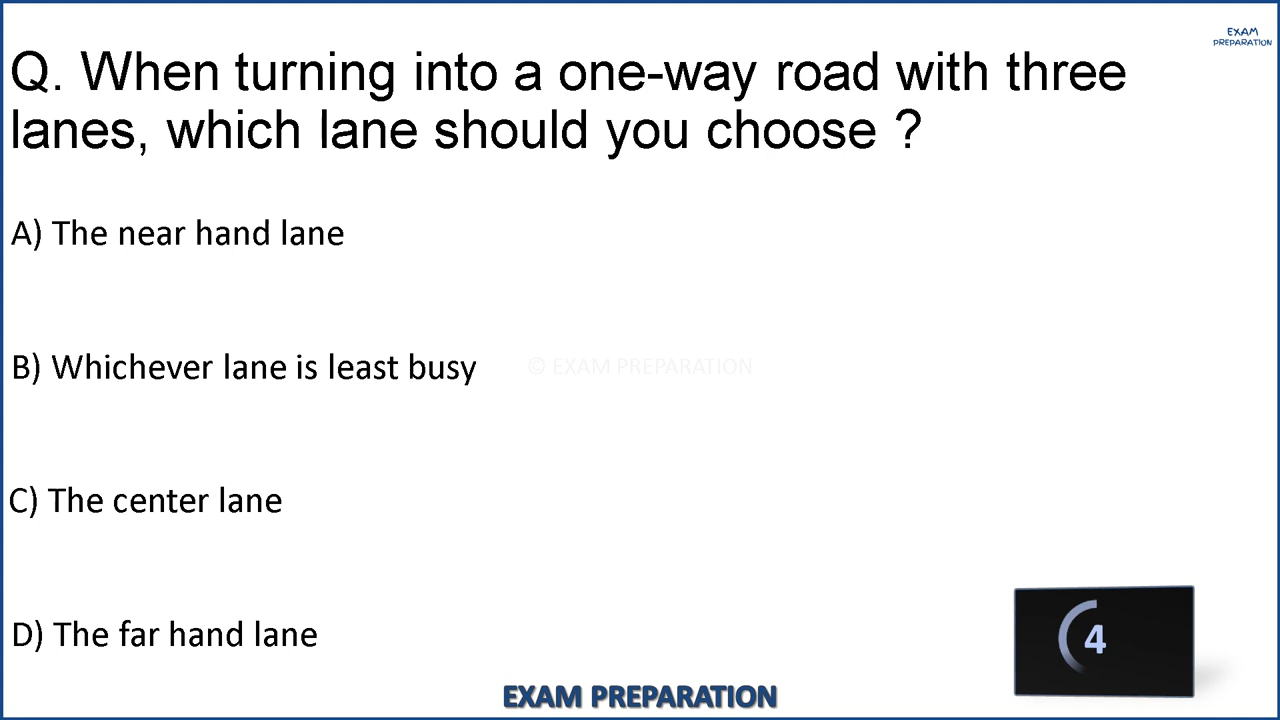 EXAM
PREPARATION
Q. When turning into a one-way road with three
lanes, which lane should you choose ?
A) The near hand lane
B) Whichever lane is least busy
© EXAM PREPARATION
C) The center lane
D) The far hand lane
4
EXAM PREPARATION